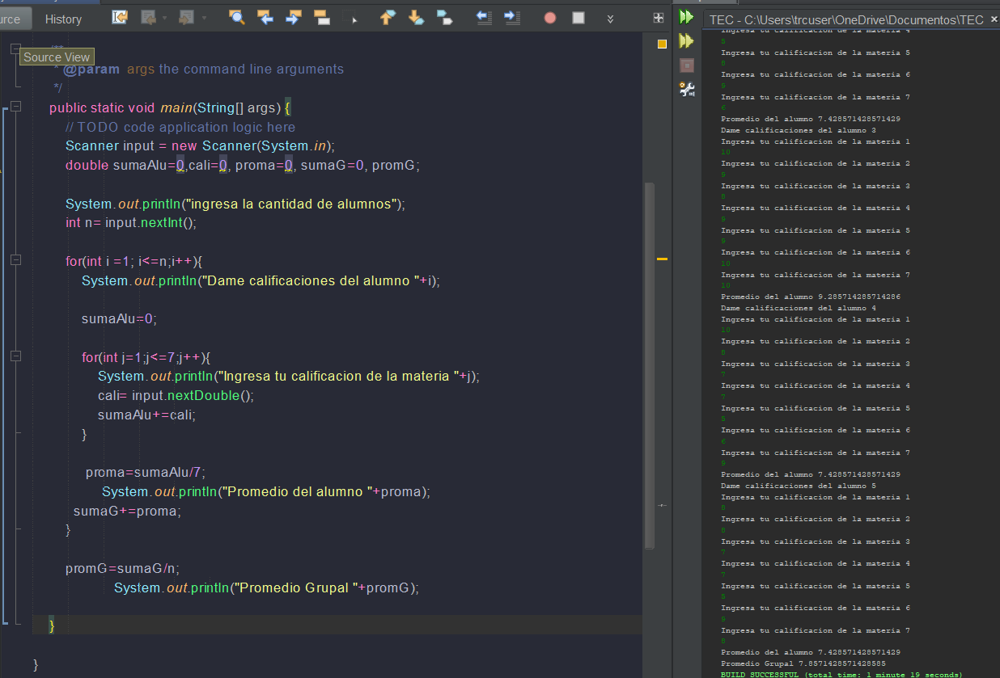 urce History
Source View
/**
* @param args the command line arguments
*/
public static void main(String[] args) {
// TODO code application logic here
Scanner input = new Scanner(System.in);
double sumaAlu=0,cali=0, proma=0, sumaG=0, promG;
System.out.println("ingresa la cantidad de alumnos");
int n= input.nextInt();
for(int i =1; i<=n;i++){
System.out.println("Dame calificaciones del alumno "+i);
sumaAlu=0;
for(int j=1;j<=7;j++){
System.out.println("Ingresa tu calificacion de la materia "+j);
cali= input.nextDouble();
sumaAlu+=cali;
}
proma=sumaAlu/7;
System.out.println("Promedio del alumno "+proma);
sumaG+=proma;
}
promG=sumaG/n;
System.out.println("Promedio Grupal "+promG);
}
}
TEC - C:\Users\trcuser\OneDrive\Documentos\TEC ×
Ingresa tu calificacion de la materia 4
Ingresa tu calificacion de la materia 5
8
Ingresa tu calificacion de la materia 6
9
Ingresa tu calificacion de la materia 7
6
Promedio del alumno 7.428571428571429
Dame calificaciones del alumno 3
Ingresa tu calificacion de la materia 1
10
Ingresa tu calificacion de la materia 2
9
Ingresa tu calificacion de la materia 3
8
Ingresa tu calificacion de la materia 4
9
Ingresa tu calificacion de la materia 5
9
Ingresa tu calificacion de la materia 6
10
Ingresa tu calificacion de la materia 7
10
Promedio del alumno 9.285714285714286
Dame calificaciones del alumno 4
Ingresa tu calificacion de la materia 1
10
Ingresa tu calificacion de la materia 2
8
Ingresa tu calificacion de la materia 3
7
Ingresa tu calificacion de la materia 4
7
Ingresa tu calificacion de la materia 5
5
Ingresa tu calificacion de la materia 6
6
Ingresa tu calificacion de la materia 7
9
Promedio del alumno 7.428571428571429
Dame calificaciones del alumno 5
Ingresa tu calificacion de la materia 1
8
Ingresa tu calificacion de la materia 2
8
Ingresa tu calificacion de la materia 3
7
Ingresa tu calificacion de la materia 4
7
Ingresa tu calificacion de la materia 5
5
Ingresa tu calificacion de la materia 6
9
Ingresa tu calificacion de la materia 7
8
Promedio del alumno 7.428571428571429
Promedio Grupal 7.8571428571428585
BUILD SUCCESSFUL (total time: 1 minute 19 seconds)